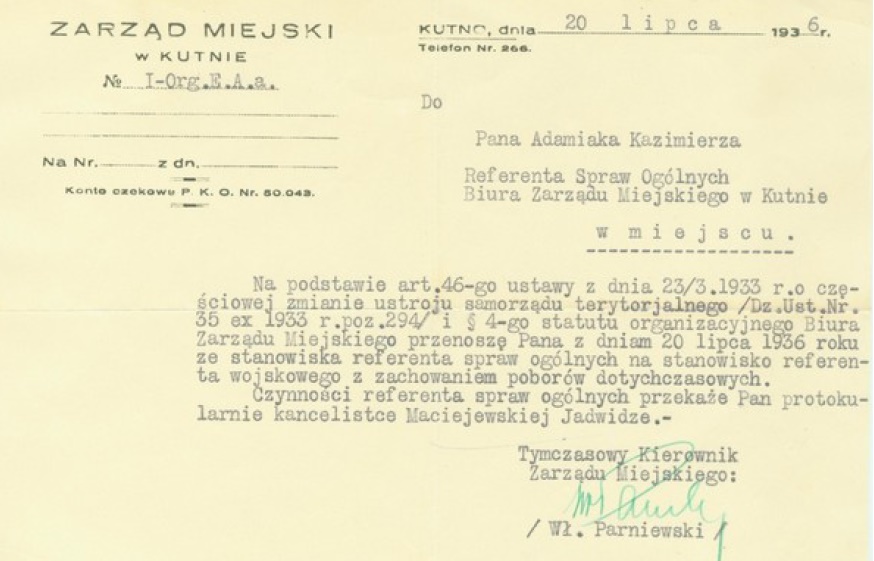 ZARZĄD MIEJSKI
W KUTNIE
№ I-Org.E.A.a.
Na Nr. z dn.
Konto czekowe P. K. O. Nr. 50.043.
KUTNO, dnia 20 lipca 1936r.
Telefon Nr. 266.
Do
Pana Adamiaka Kazimierza
Referenta Spraw Ogólnych
Biura Zarządu Miejskiego w Kutnie
w miejscu.
Na podstawie art.46-go ustawy z dnia 23/3.1933 r.o czę-
ściowej zmianie ustroju samorządu terytorjalnego /Dz.Ust.Nr.
35 ex 1933 r.poz.294/ i § 4-go statutu organizacyjnego Biura
Zarządu Miejskiego przenoszę Pana z dniam 20 lipca 1936 roku
ze stanowiska referenta spraw ogólnych na stanowisko referen-
ta wojskowego z zachowaniem poborów dotychczasowych.
Czynności referenta spraw ogólnych przekaże Pan protoku-
larnie kancelistce Maciejewskiej Jadwidze.-
Tymczasowy Kierownik
Zarządu Miejskiego:
/ Wł. Parniewski /